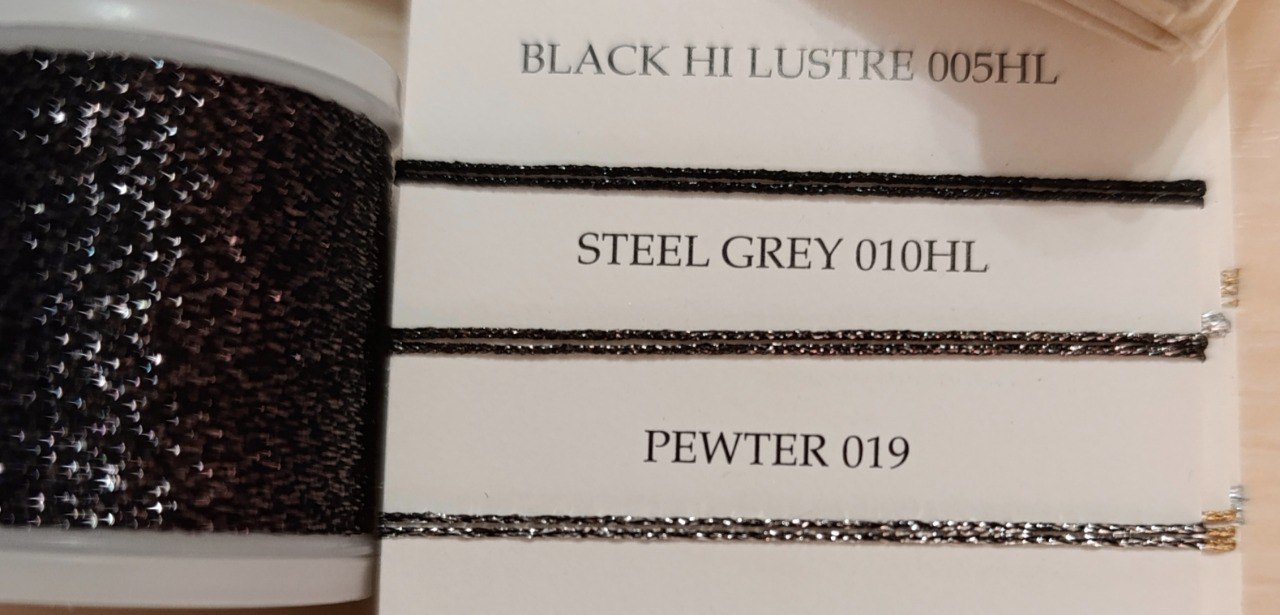 BLACK HI LUSTRE 005HL
STEEL GREY 010HL
PEWTER 019